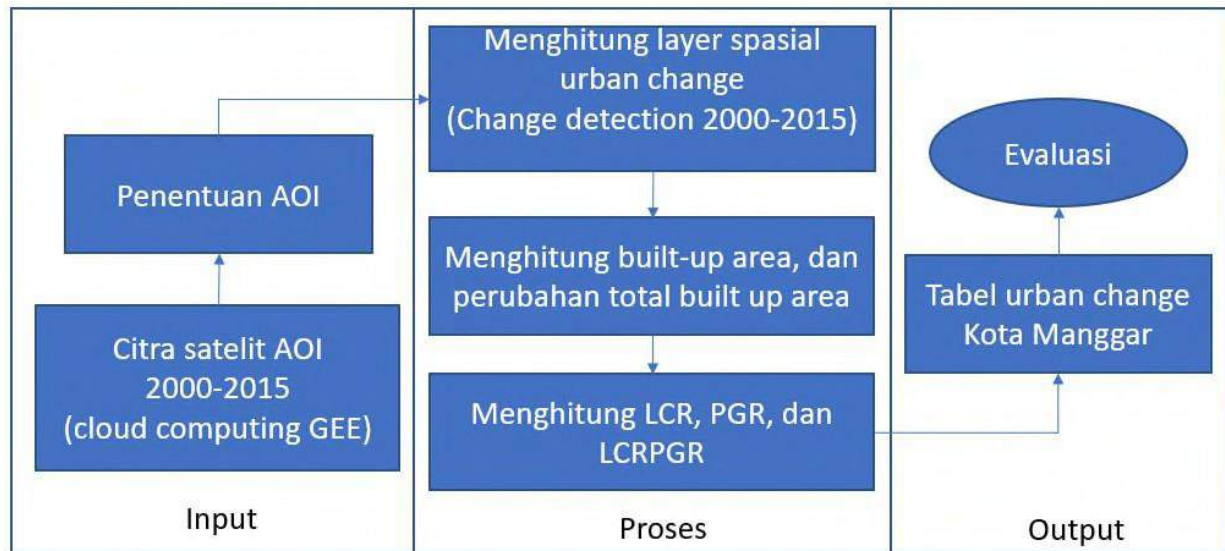 Citra satelit AOI
2000-2015
(cloud computing GEE)
Penentuan AOI
Input
Menghitung layer spasial
urban change
(Change detection 2000-2015)
Menghitung built-up area, dan
perubahan total built up area
Menghitung LCR, PGR, dan
LCRPGR
Proses
Evaluasi
Tabel urban change
Kota Manggar
Output